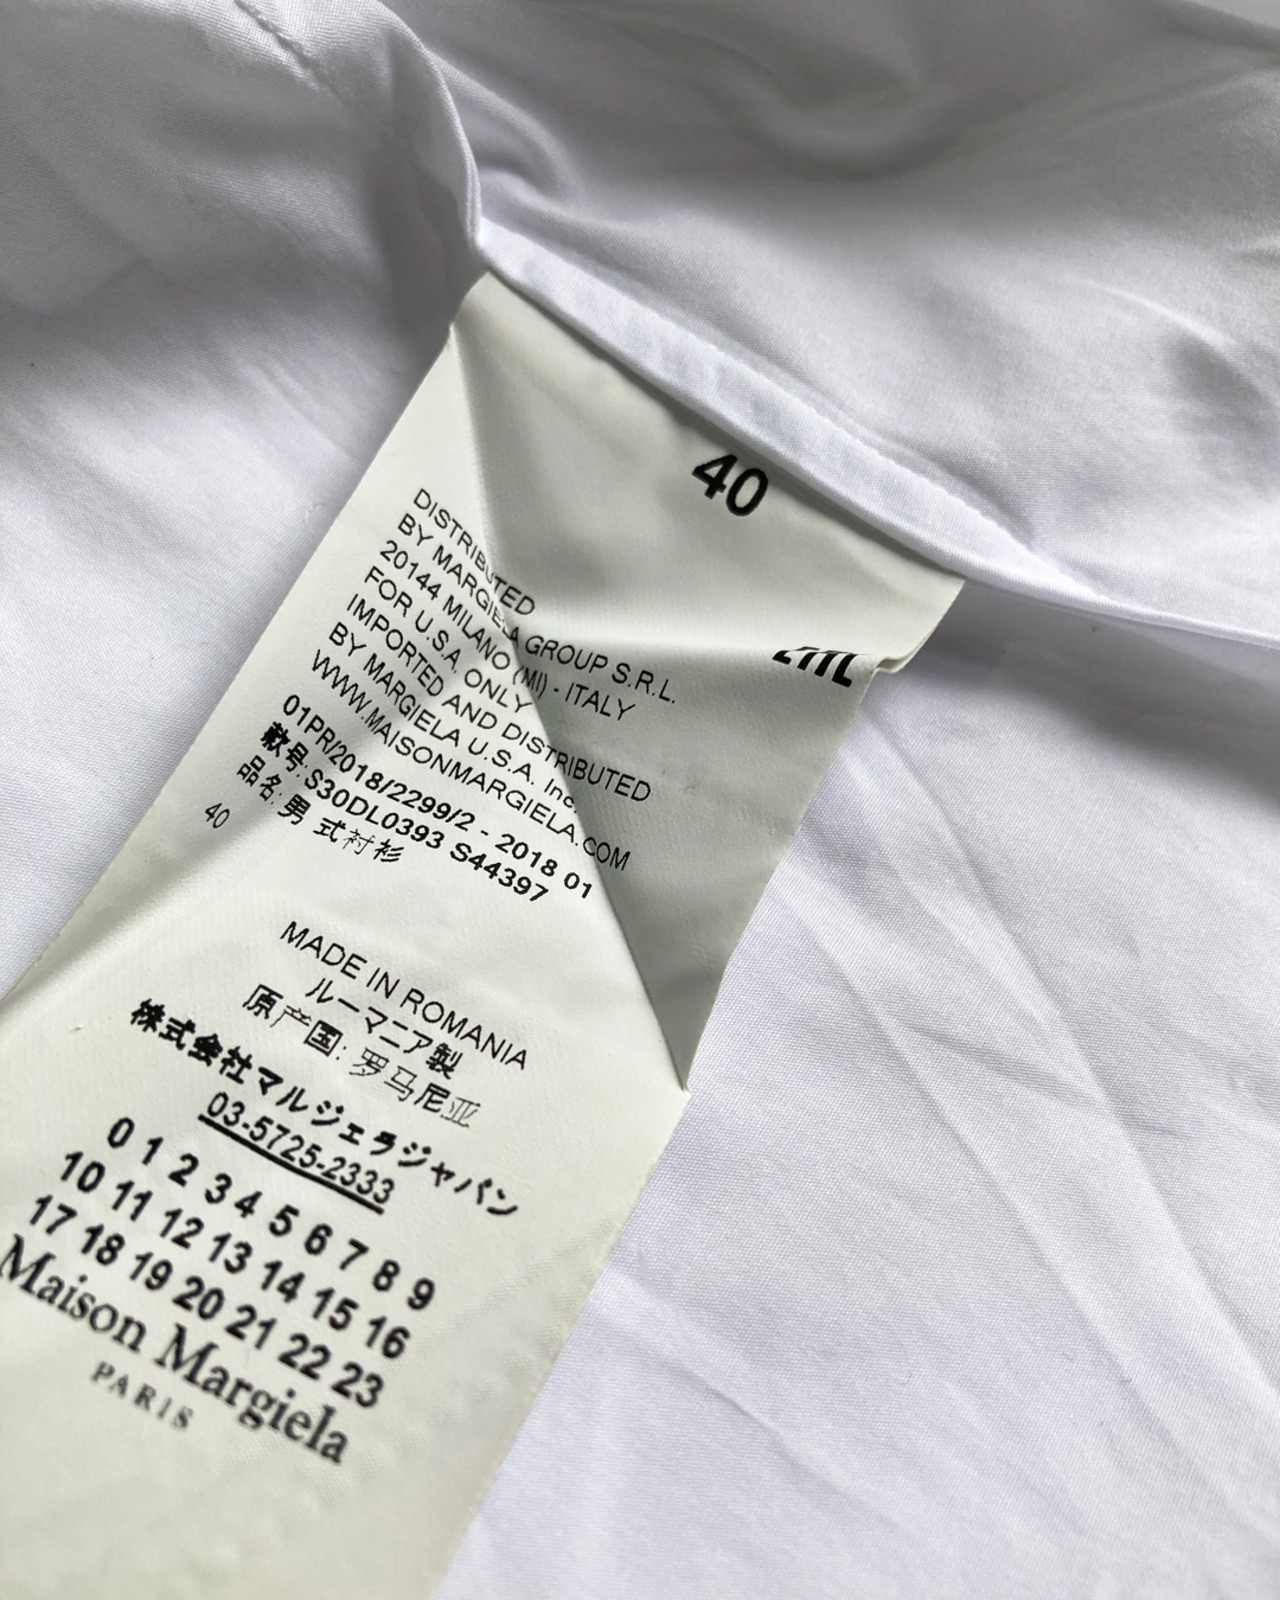 40
DISTRIBUTED
BY MARGIELA GROUP S.R.L.
20144 MILANO (MI) - ITALY
FOR U.S.A. ONLY
IMPORTED AND DISTRIBUTED
BY MARGIELA U.S.A. Inc.
WWW.MAISONMARGIELA.COM
01PR/2018/2299/2 - 2018 01
款号:S30DL0393 S44397
品名:男 式衬衫
40
MADE IN ROMANIA
ルーマニア製
原产国: 罗马尼亚
株式会社マルジェラジャパン
03-5725-2333
0 1 2 3 4 5 6 7 8 9
10 11 12 13 14 15 16
17 18 19 20 21 22 23
Maison Margiela
PARIS